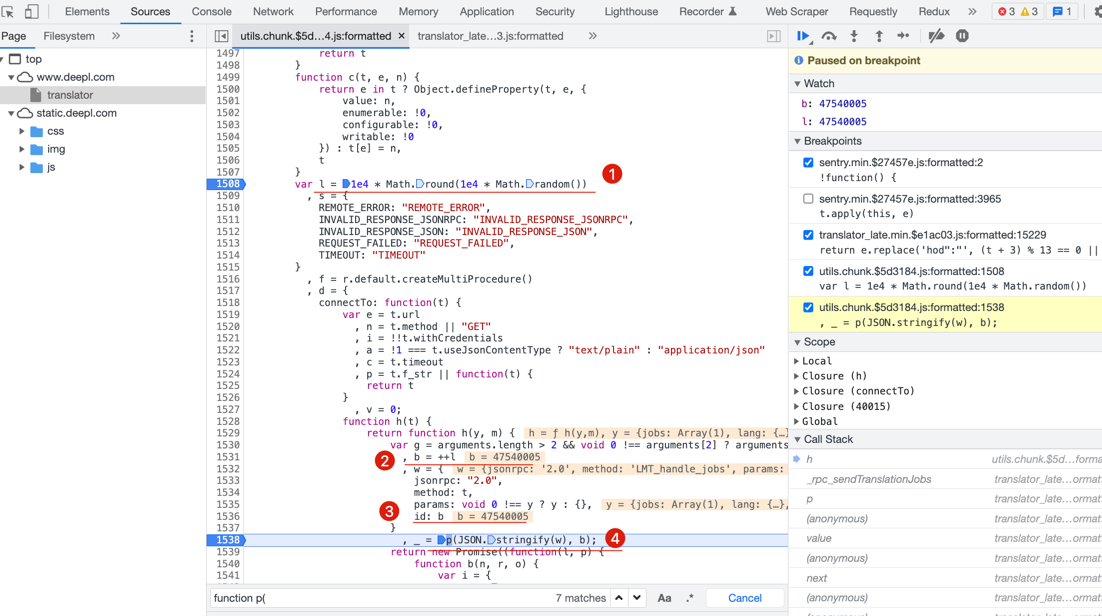 Elements Sources Console Network Performance Memory Application Security Lighthouse Recorder Web Scraper Requestly Redux » 3 3 1
Page Filesystem » utils.chunk.$5d…4.js:formatted × translator_late…3.js:formatted »
top
www.deepl.com
translator
static.deepl.com
css
img
js
1497 return t
1498 }
1499 function c(t, e, n) {
1500 return e in t ? Object.defineProperty(t, e, {
1501 value: n,
1502 enumerable: !0,
1503 configurable: !0,
1504 writable: !0
1505 }) : t[e] = n,
1506 t
1507 }
1508 var l = 1e4 * Math.round(1e4 * Math.random())
1
1509 , s = {
1510 REMOTE_ERROR: "REMOTE_ERROR",
1511 INVALID_RESPONSE_JSONRPC: "INVALID_RESPONSE_JSONRPC",
1512 INVALID_RESPONSE_JSON: "INVALID_RESPONSE_JSON",
1513 REQUEST_FAILED: "REQUEST_FAILED",
1514 TIMEOUT: "TIMEOUT"
1515 }
1516 , f = r.default.createMultiProcedure()
1517 , d = {
1518 connectTo: function(t) {
1519 var e = t.url
1520 , n = t.method || "GET"
1521 , i = !!t.withCredentials
1522 , a = !1 === t.useJsonContentType ? "text/plain" : "application/json"
1523 , c = t.timeout
1524 , p = t.f_str || function(t) {
1525 return t
1526 }
1527 , v = 0;
1528 function h(t) {
1529 return function h(y, m) { h = ƒ h(y,m), y = {jobs: Array(1), lang: {…}
1530 var g = arguments.length > 2 && void 0 !== arguments[2] ? arguments
2
1531 , b = ++l b = 47540005
1532 , w = { w = {jsonrpc: '2.0', method: 'LMT_handle_jobs', params:
1533 jsonrpc: "2.0",
1534 method: t,
1535 params: void 0 !== y ? y : {}, y = {jobs: Array(1), lang: {…}
3
1536 id: b b = 47540005
1537 }
1538 , _ = p(JSON.stringify(w), b);
4
1539 return new Promise((function(l, p) {
1540 function b(n, r, o) {
1541 var i = {
function p( 7 matches Aa .* Cancel
Paused on breakpoint
Watch
b: 47540005
l: 47540005
Breakpoints
sentry.min.$27457e.js:formatted:2
!function() {
sentry.min.$27457e.js:formatted:3965
t.apply(this, e)
translator_late.min.$e1ac03.js:formatted:15229
return e.replace('hod":"', (t + 3) % 13 == 0 ||
utils.chunk.$5d3184.js:formatted:1508
var l = 1e4 * Math.round(1e4 * Math.random())
utils.chunk.$5d3184.js:formatted:1538
, _ = p(JSON.stringify(w), b);
Scope
Local
Closure (h)
Closure (connectTo)
Closure (40015)
Global
Call Stack
h utils.chunk.$5d…forma
_rpc_sendTranslationJobs translator_late…ormatt
p translator_late…ormatt
(anonymous) translator_late…ormatt
value translator_late…ormatt
(anonymous) translator_late…ormatt
next translator_late…ormatt
(anonymous) translator_late…ormatt